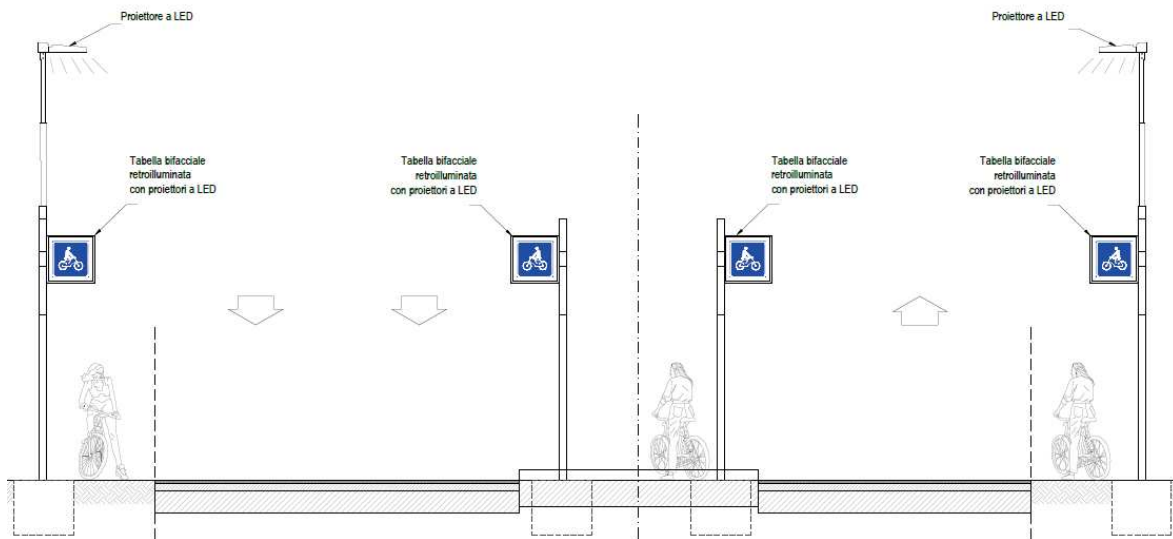 Proiettore a LED
Proiettore a LED
Tabella bifacciale
retroilluminata
con proiettori a LED
Tabella bifacciale
retroilluminata
con proiettori a LED
Tabella bifacciale
retroilluminata
con proiettori a LED
Tabella bifacciale
retroilluminata
con proiettori a LED